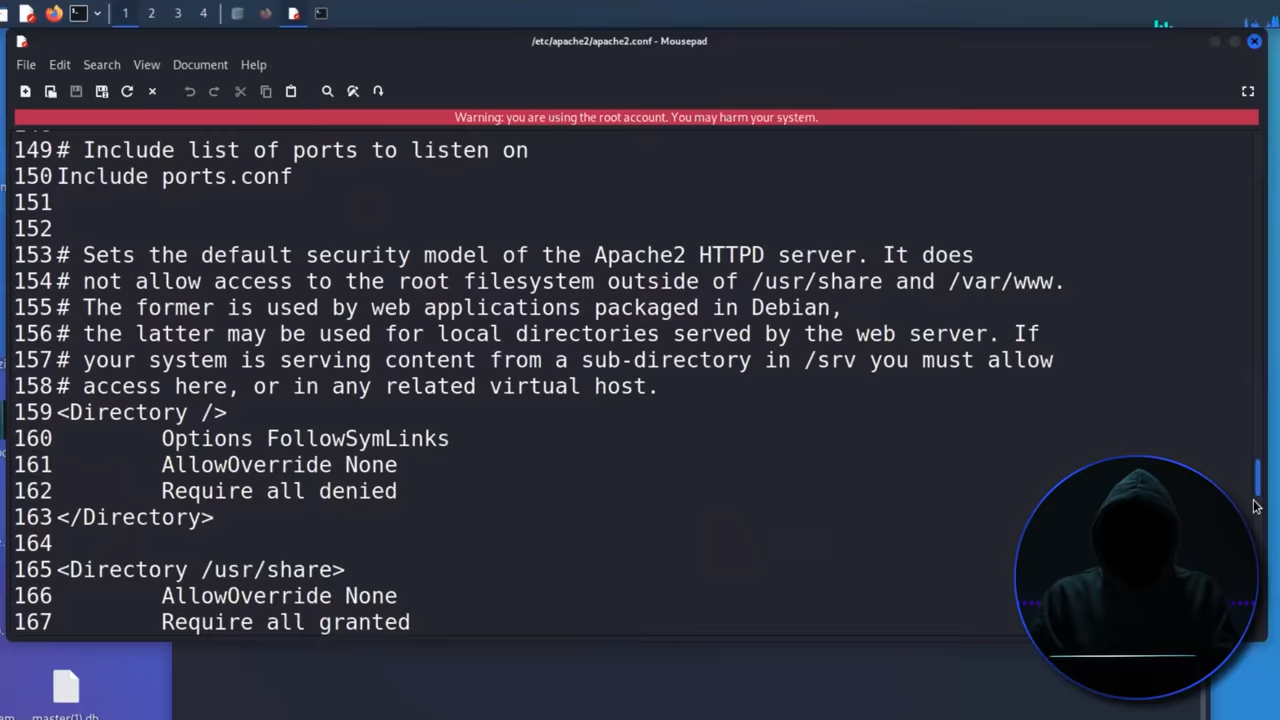 1 2 3 4
/etc/apache2/apache2.conf - Mousepad
File Edit Search View Document Help
Warning: you are using the root account. You may harm your system.
149 # Include list of ports to listen on
150 Include ports.conf
151
152
153 # Sets the default security model of the Apache2 HTTPD server. It does
154 # not allow access to the root filesystem outside of /usr/share and /var/www.
155 # The former is used by web applications packaged in Debian,
156 # the latter may be used for local directories served by the web server. If
157 # your system is serving content from a sub-directory in /srv you must allow
158 # access here, or in any related virtual host.
159 <Directory />
160 Options FollowSymLinks
161 AllowOverride None
162 Require all denied
163 </Directory>
164
165 <Directory /usr/share>
166 AllowOverride None
167 Require all granted
master(1).db